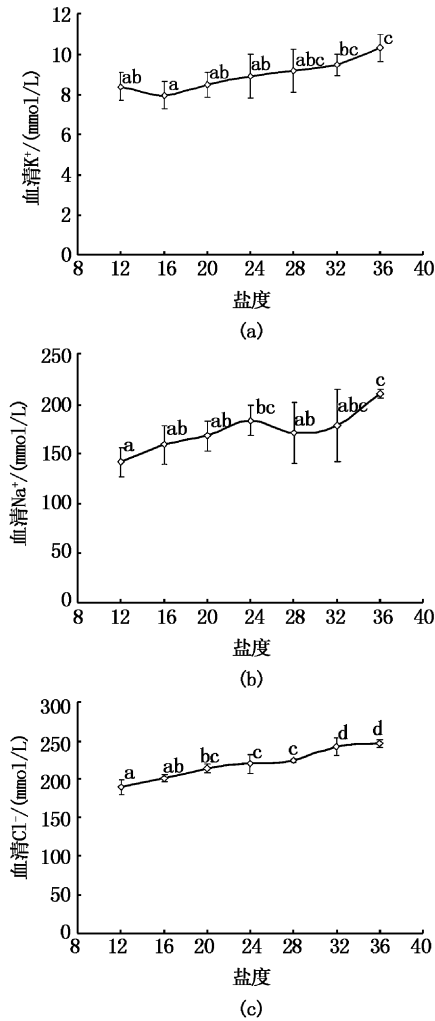 血清K⁺/(mmol/L)
12
10
8
6
4
2
0
ab
a
ab
ab
abc
bc
c
8 12 16 20 24 28 32 36 40
盐度
(a)
血清Na⁺/(mmol/L)
250
200
150
100
50
0
a
ab
ab
bc
ab
abc
c
8 12 16 20 24 28 32 36 40
盐度
(b)
血清Cl⁻/(mmol/L)
300
250
200
150
100
50
0
a
ab
bc
c
c
d
d
8 12 16 20 24 28 32 36 40
盐度
(c)